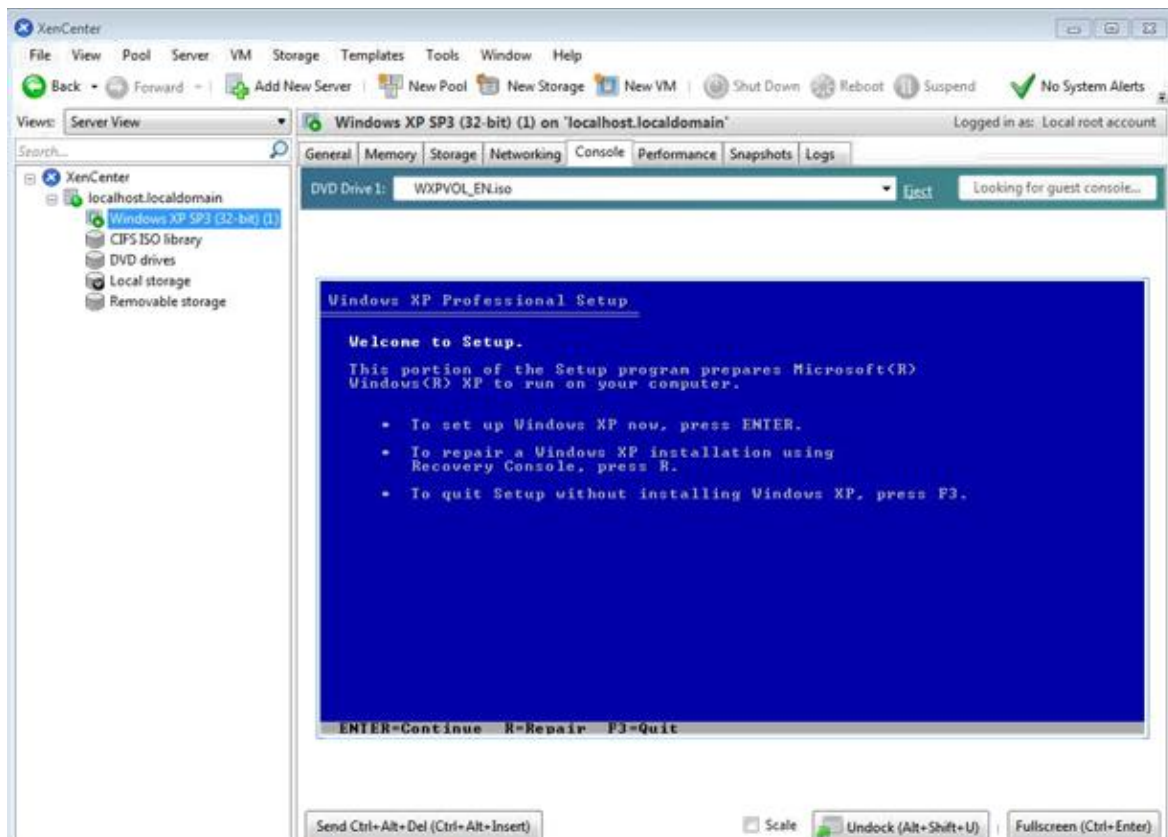 XenCenter
File View Pool Server VM Storage Templates Tools Window Help
Back Forward Add New Server New Pool New Storage New VM Shut Down Reboot Suspend No System Alerts
Views: Server View
Windows XP SP3 (32-bit) (1) on 'localhost.localdomain'
Logged in as: Local root account
Search...
General Memory Storage Networking Console Performance Snapshots Logs
XenCenter
localhost.localdomain
Windows XP SP3 (32-bit) (1)
CIFS ISO library
DVD drives
Local storage
Removable storage
DVD Drive 1: WXPVOL_EN.iso Eject Looking for guest console...
Windows XP Professional Setup
Welcome to Setup.
This portion of the Setup program prepares Microsoft(R)
Windows(R) XP to run on your computer.
• To set up Windows XP now, press ENTER.
• To repair a Windows XP installation using
Recovery Console, press R.
• To quit Setup without installing Windows XP, press F3.
ENTER=Continue R=Repair F3=Quit
Send Ctrl+Alt+Del (Ctrl+Alt+Insert) Scale Undock (Alt+Shift+U) Fullscreen (Ctrl+Enter)